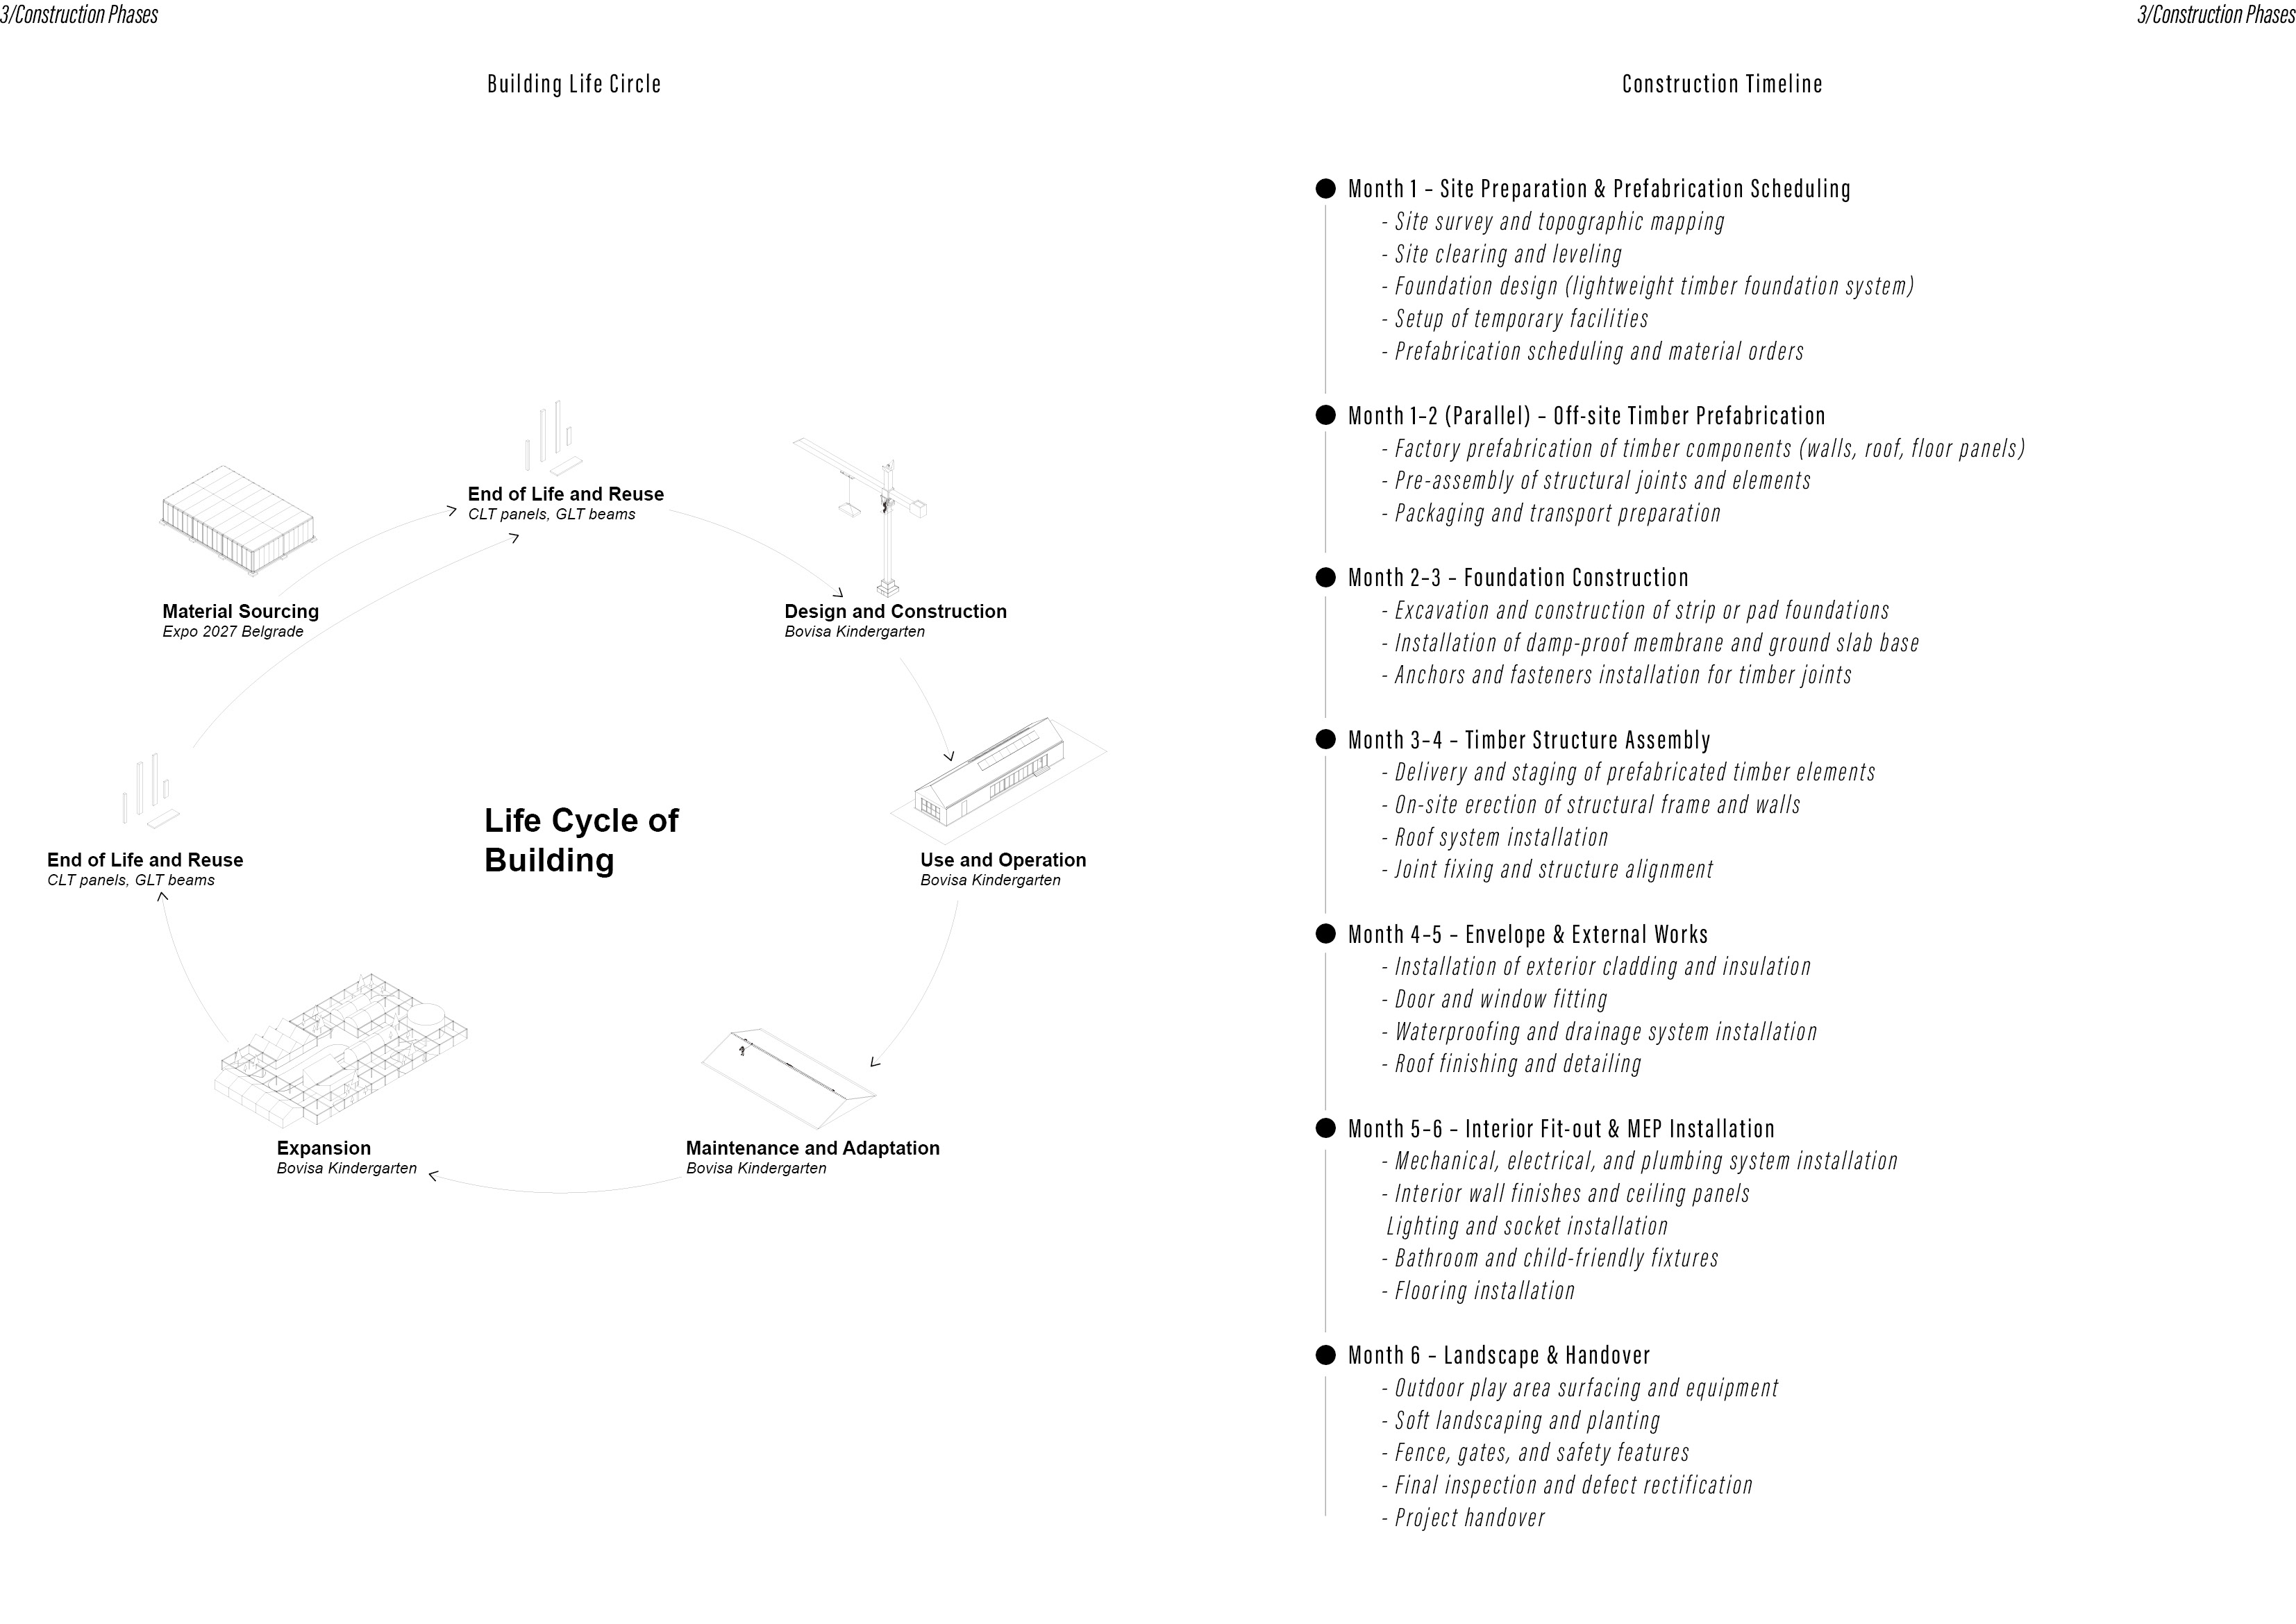 3/Construction Phases
3/Construction Phases
Building Life Circle
End of Life and Reuse
CLT panels, GLT beams
Material Sourcing
Expo 2027 Belgrade
Design and Construction
Bovisa Kindergarten
Life Cycle of
Building
End of Life and Reuse
CLT panels, GLT beams
Use and Operation
Bovisa Kindergarten
Expansion
Bovisa Kindergarten
Maintenance and Adaptation
Bovisa Kindergarten
Construction Timeline
Month 1 – Site Preparation & Prefabrication Scheduling
- Site survey and topographic mapping
- Site clearing and leveling
- Foundation design (lightweight timber foundation system)
- Setup of temporary facilities
- Prefabrication scheduling and material orders
Month 1–2 (Parallel) – Off-site Timber Prefabrication
- Factory prefabrication of timber components (walls, roof, floor panels)
- Pre-assembly of structural joints and elements
- Packaging and transport preparation
Month 2–3 – Foundation Construction
- Excavation and construction of strip or pad foundations
- Installation of damp-proof membrane and ground slab base
- Anchors and fasteners installation for timber joints
Month 3–4 – Timber Structure Assembly
- Delivery and staging of prefabricated timber elements
- On-site erection of structural frame and walls
- Roof system installation
- Joint fixing and structure alignment
Month 4–5 – Envelope & External Works
- Installation of exterior cladding and insulation
- Door and window fitting
- Waterproofing and drainage system installation
- Roof finishing and detailing
Month 5–6 – Interior Fit-out & MEP Installation
- Mechanical, electrical, and plumbing system installation
- Interior wall finishes and ceiling panels
Lighting and socket installation
- Bathroom and child-friendly fixtures
- Flooring installation
Month 6 – Landscape & Handover
- Outdoor play area surfacing and equipment
- Soft landscaping and planting
- Fence, gates, and safety features
- Final inspection and defect rectification
- Project handover